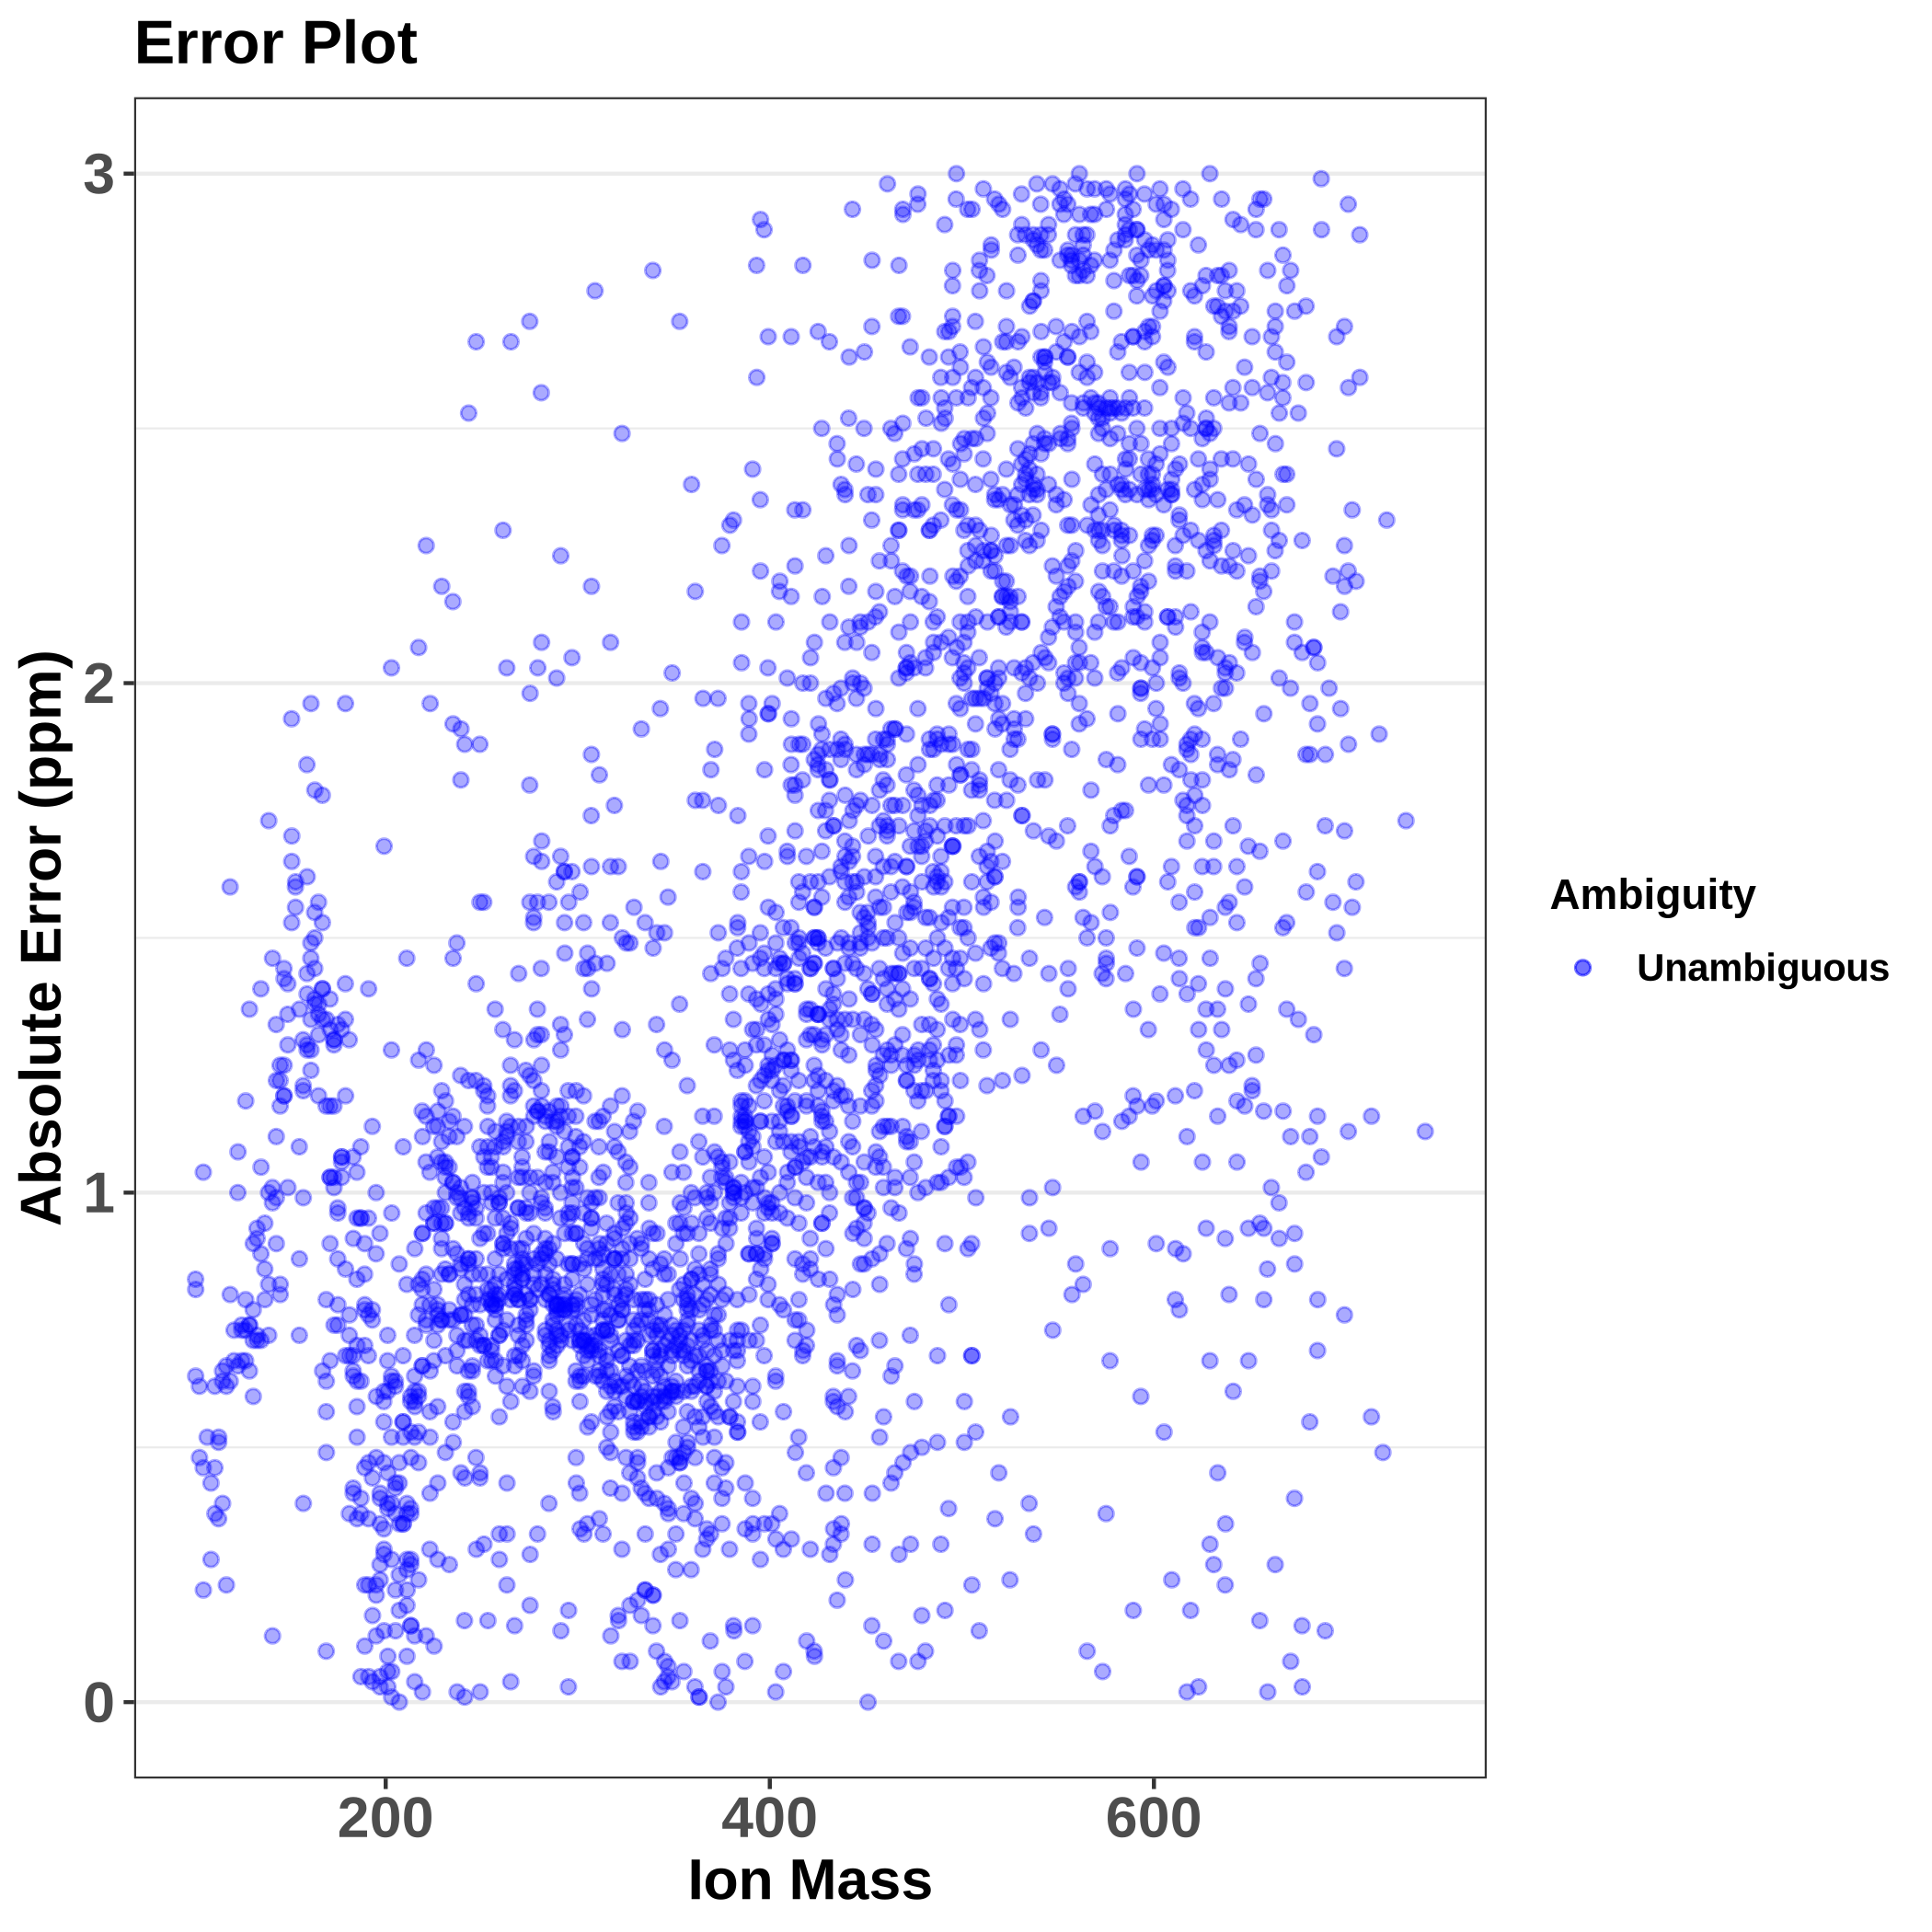 Error Plot
Absolute Error (ppm)
3
2
1
0
200 400 600
Ion Mass
Ambiguity
Unambiguous